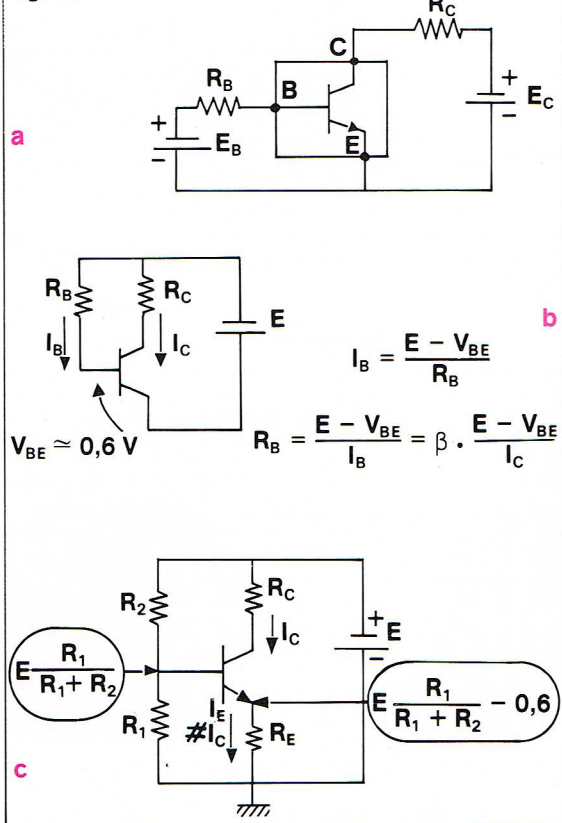 R_C
C
R_B
B
+
E_C
-
+
E_B
-
E
a
R_B
R_C
E
b
I_B
I_C
I_B = (E - V_BE) / R_B
V_BE ≃ 0,6 V
R_B = (E - V_BE) / I_B = β . (E - V_BE) / I_C
R_2
R_C
+
E
-
I_C
E R_1 / (R_1 + R_2)
E R_1 / (R_1 + R_2) - 0,6
R_1
I_E
#I_C
R_E
c